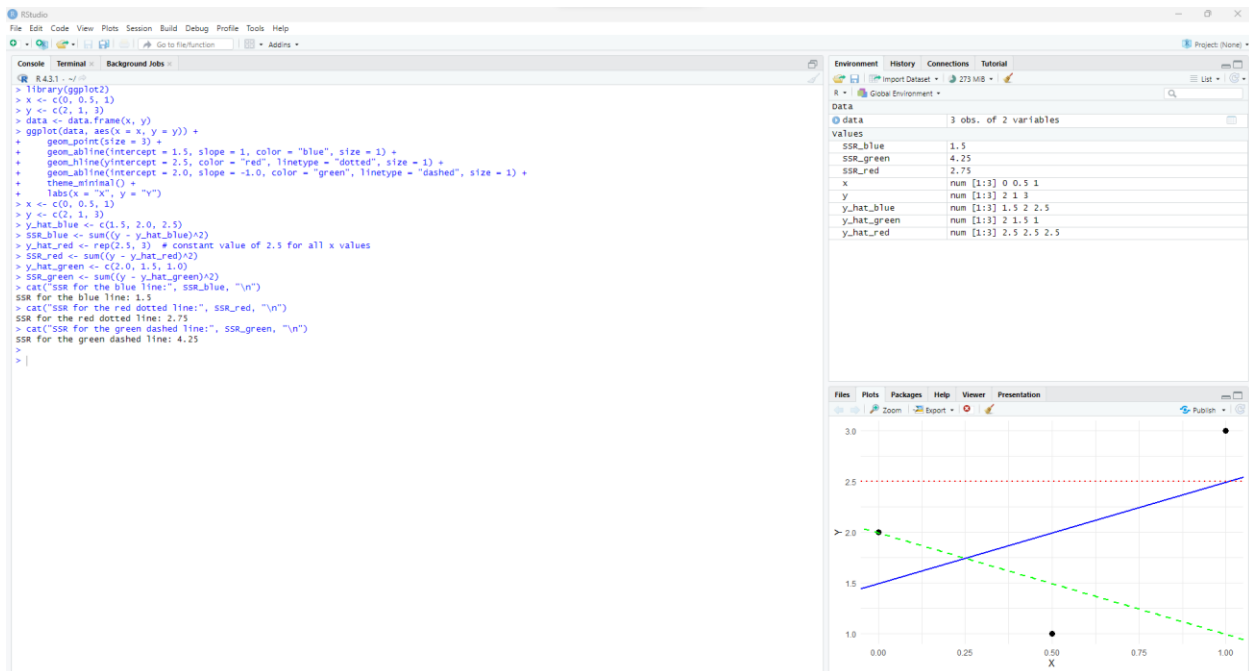 RStudio
File Edit Code View Plots Session Build Debug Profile Tools Help
Go to file/function Addins
Project: (None)
Console Terminal Background Jobs
R 4.3.1 · ~/
> library(ggplot2)
> x <- c(0, 0.5, 1)
> y <- c(2, 1, 3)
> data <- data.frame(x, y)
> ggplot(data, aes(x = x, y = y)) +
+ geom_point(size = 3) +
+ geom_abline(intercept = 1.5, slope = 1, color = "blue", size = 1) +
+ geom_hline(yintercept = 2.5, color = "red", linetype = "dotted", size = 1) +
+ geom_abline(intercept = 2.0, slope = -1.0, color = "green", linetype = "dashed", size = 1) +
+ theme_minimal() +
+ labs(x = "X", y = "Y")
> x <- c(0, 0.5, 1)
> y <- c(2, 1, 3)
> y_hat_blue <- c(1.5, 2.0, 2.5)
> SSR_blue <- sum((y - y_hat_blue)^2)
> y_hat_red <- rep(2.5, 3) # constant value of 2.5 for all x values
> SSR_red <- sum((y - y_hat_red)^2)
> y_hat_green <- c(2.0, 1.5, 1.0)
> SSR_green <- sum((y - y_hat_green)^2)
> cat("SSR for the blue line:", SSR_blue, "\n")
SSR for the blue line: 1.5
> cat("SSR for the red dotted line:", SSR_red, "\n")
SSR for the red dotted line: 2.75
> cat("SSR for the green dashed line:", SSR_green, "\n")
SSR for the green dashed line: 4.25
>
>
Environment History Connections Tutorial
Import Dataset 273 MiB List
R Global Environment
Data
data 3 obs. of 2 variables
Values
SSR_blue 1.5
SSR_green 4.25
SSR_red 2.75
x num [1:3] 0 0.5 1
y num [1:3] 2 1 3
y_hat_blue num [1:3] 1.5 2 2.5
y_hat_green num [1:3] 2 1.5 1
y_hat_red num [1:3] 2.5 2.5 2.5
Files Plots Packages Help Viewer Presentation
Zoom Export Publish
3.0
2.5
Y 2.0
1.5
1.0
0.00 0.25 0.50 0.75 1.00
X